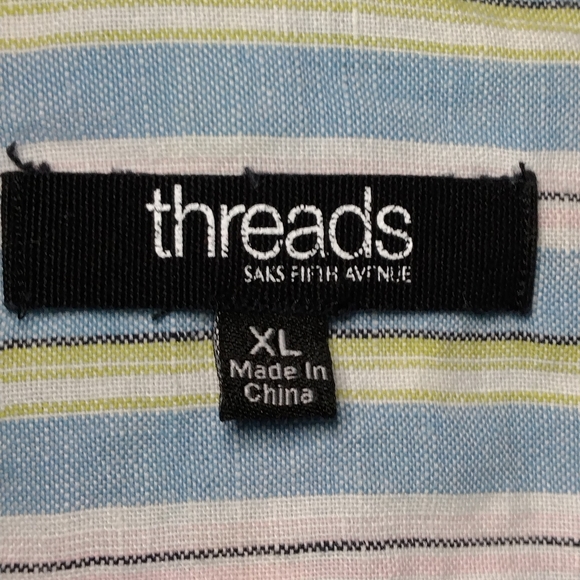 threads
SAKS FIFTH AVENUE
XL
Made In
China